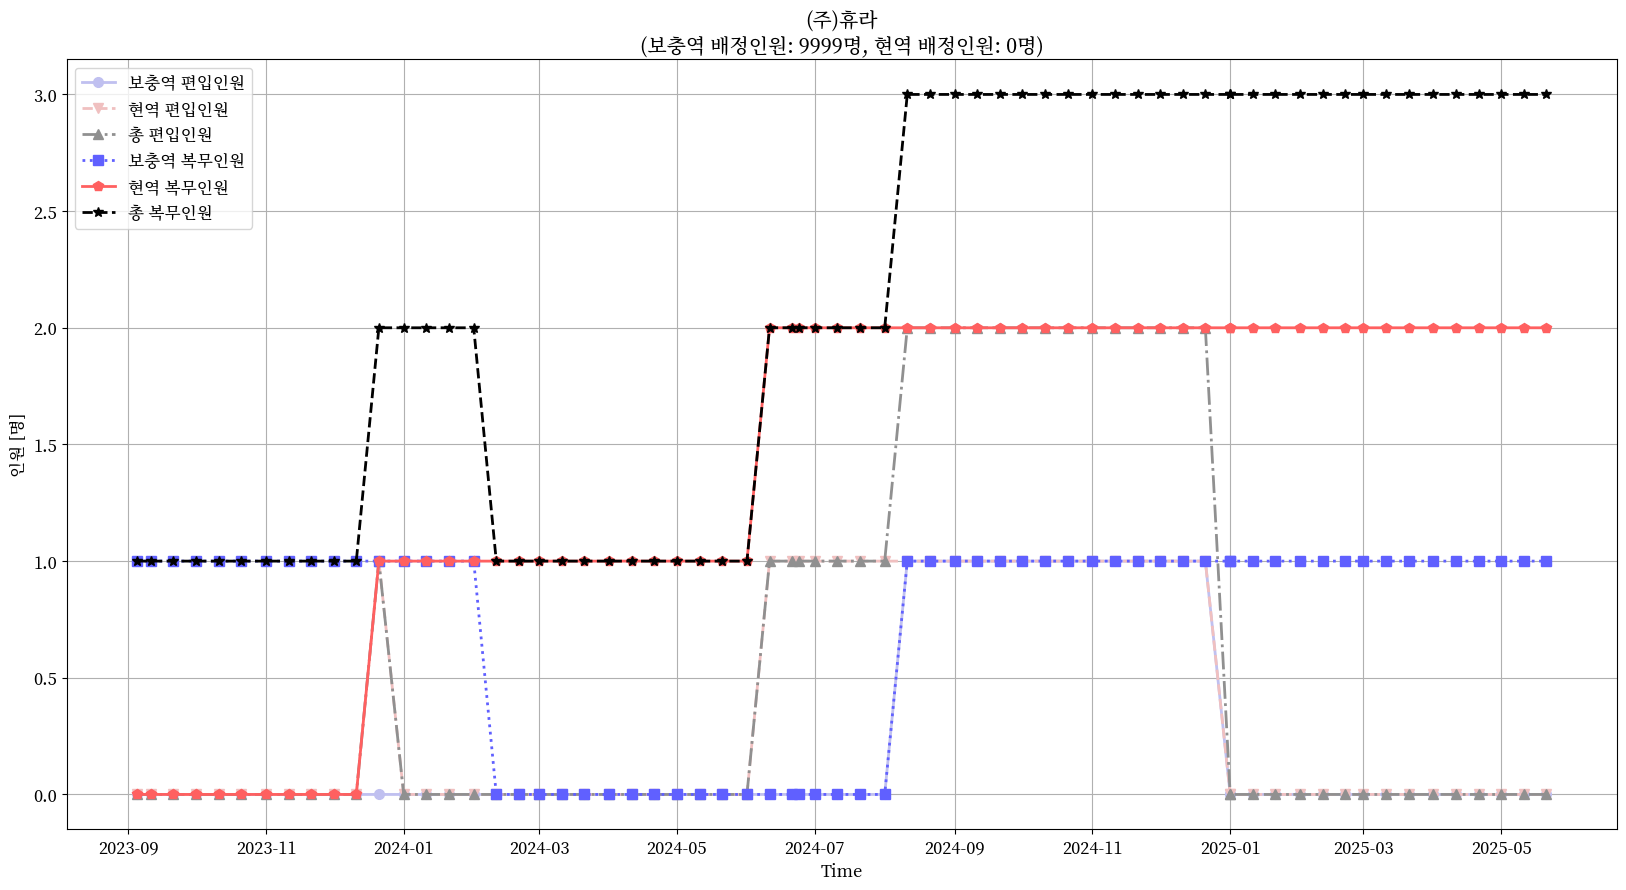 (주)휴라
(보충역 배정인원: 9999명, 현역 배정인원: 0명)
보충역 편입인원
현역 편입인원
총 편입인원
보충역 복무인원
현역 복무인원
총 복무인원
3.0
2.5
2.0
1.5
1.0
0.5
0.0
인원 [명]
2023-09 2023-11 2024-01 2024-03 2024-05 2024-07 2024-09 2024-11 2025-01 2025-03 2025-05
Time